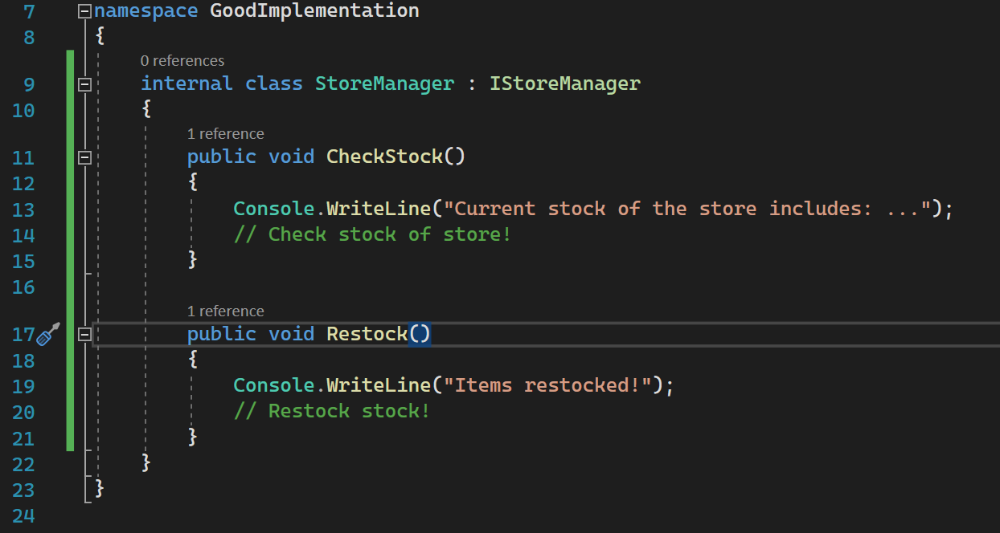 7 namespace GoodImplementation
8 {
0 references
9 internal class StoreManager : IStoreManager
10 {
1 reference
11 public void CheckStock()
12 {
13 Console.WriteLine("Current stock of the store includes: ...");
14 // Check stock of store!
15 }
16
1 reference
17 public void Restock()
18 {
19 Console.WriteLine("Items restocked!");
20 // Restock stock!
21 }
22 }
23 }
24